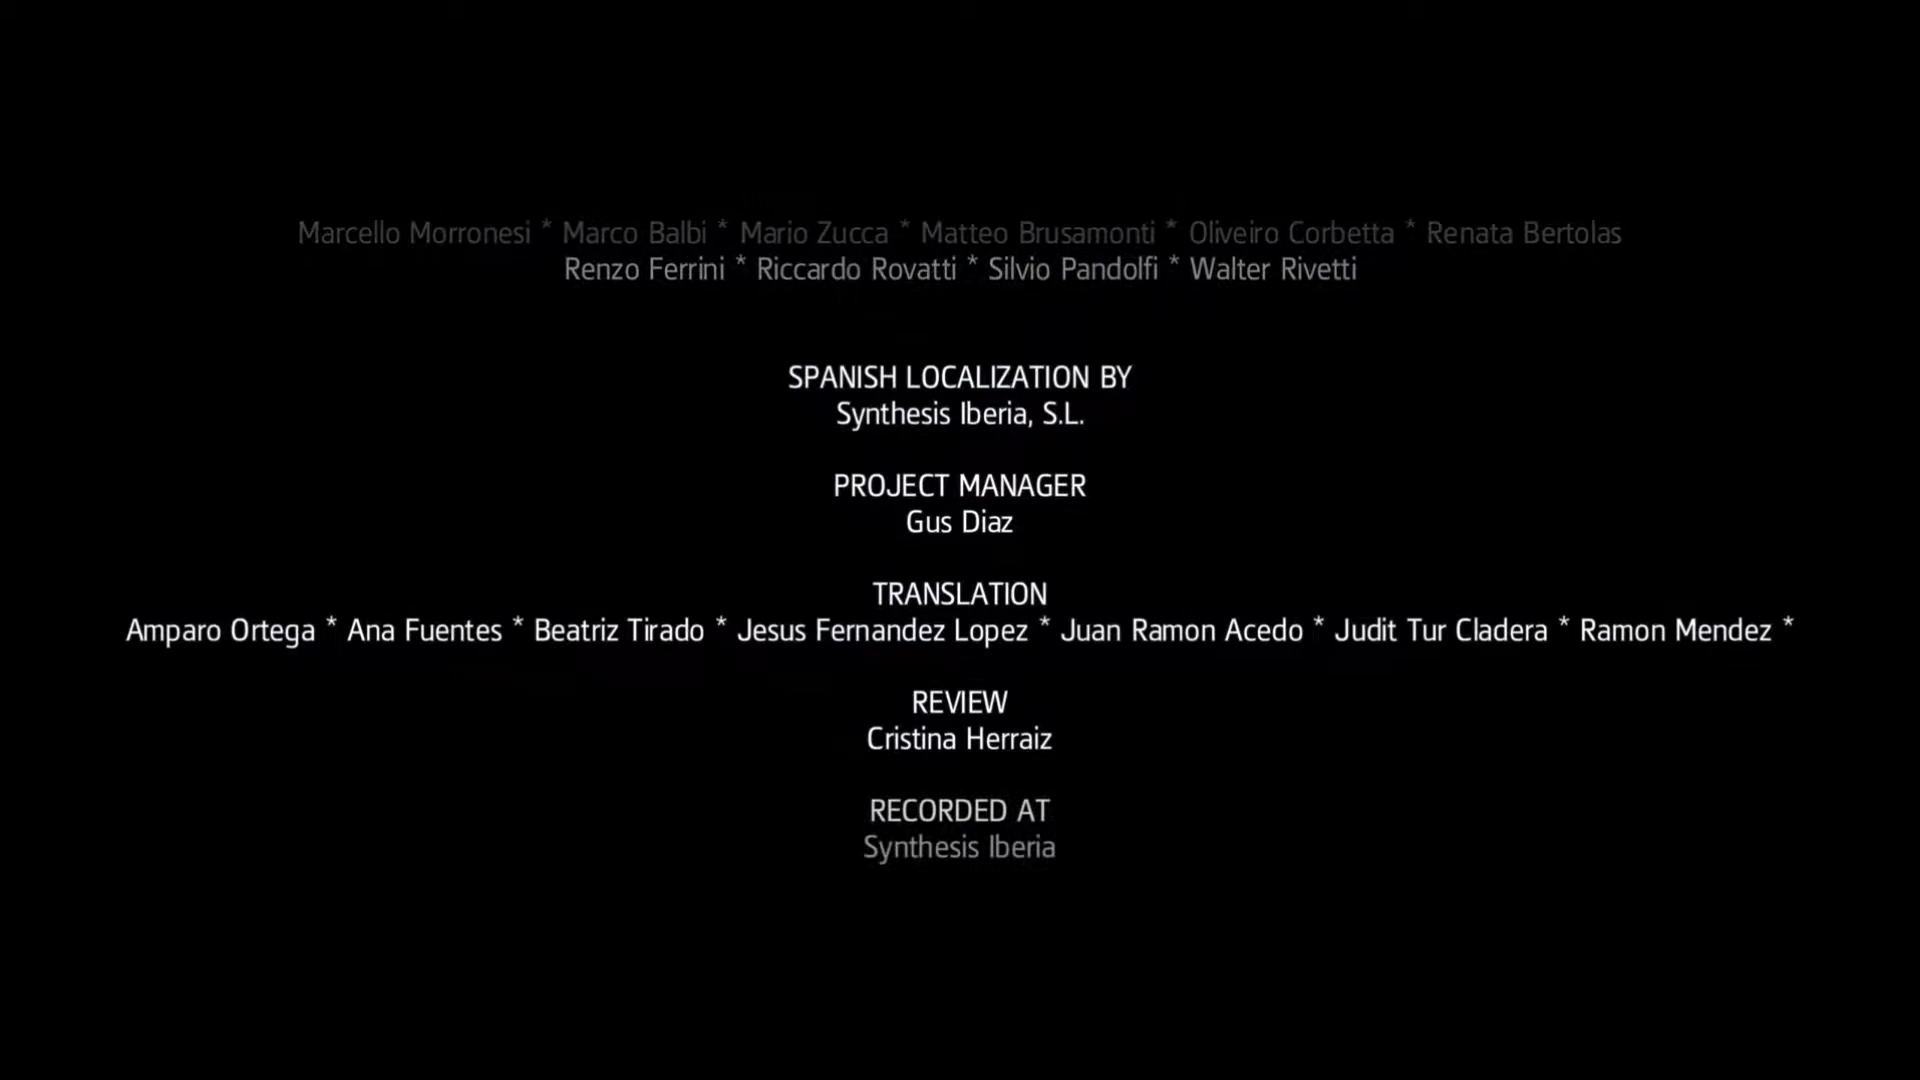 Marcello Morronesi * Marco Balbi * Mario Zucca * Matteo Brusamonti * Oliveiro Corbetta * Renata Bertolas
Renzo Ferrini * Riccardo Rovatti * Silvio Pandolfi * Walter Rivetti
SPANISH LOCALIZATION BY
Synthesis Iberia, S.L.
PROJECT MANAGER
Gus Diaz
TRANSLATION
Amparo Ortega * Ana Fuentes * Beatriz Tirado * Jesus Fernandez Lopez * Juan Ramon Acedo * Judit Tur Cladera * Ramon Mendez *
REVIEW
Cristina Herraiz
RECORDED AT
Synthesis Iberia